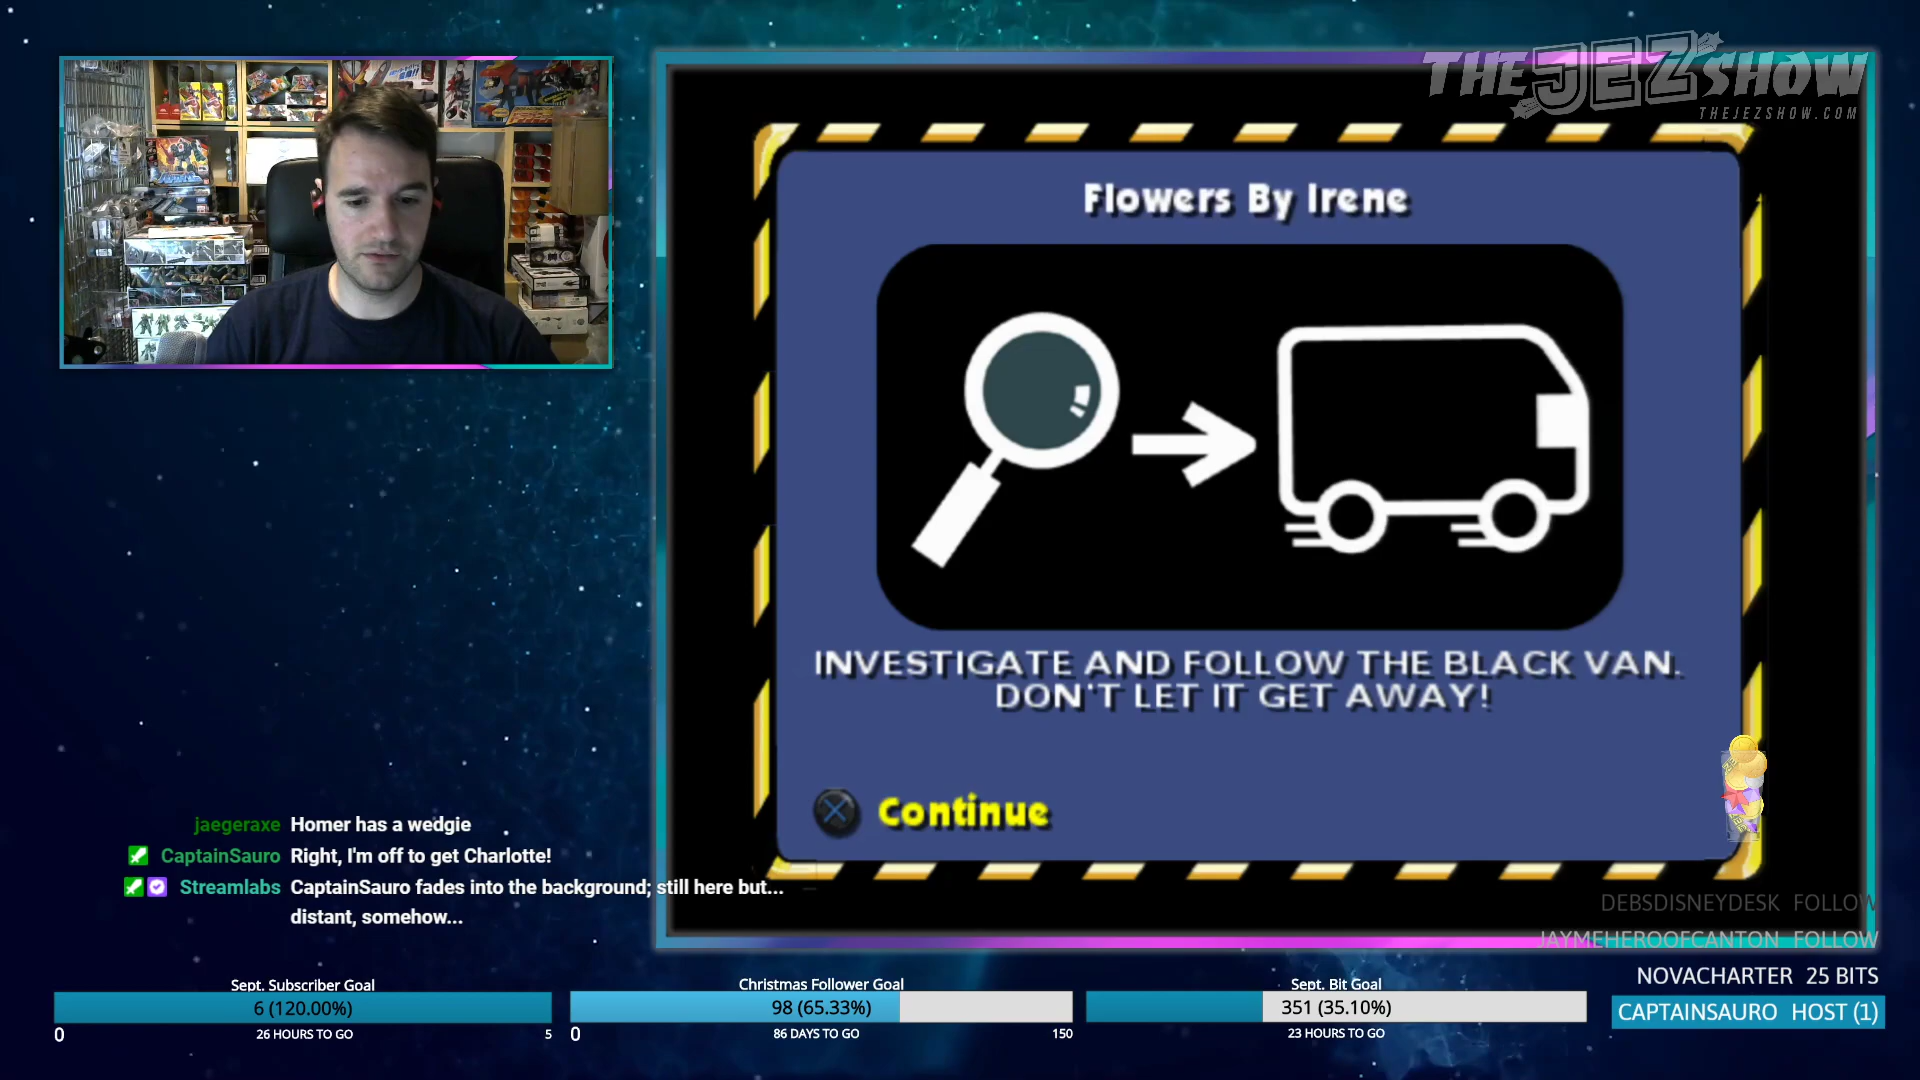 THE JEZ SHOW
THEJEZSHOW.COM
Flowers By Irene
INVESTIGATE AND FOLLOW THE BLACK VAN.
DON'T LET IT GET AWAY!
Continue
jaegeraxe Homer has a wedgie
CaptainSauro Right, I'm off to get Charlotte!
Streamlabs CaptainSauro fades into the background; still here but...
distant, somehow...
DEBSDISNEYDESK FOLLOW
JAYMEHEROOFCANTON FOLLOW
NOVACHARTER 25 BITS
CAPTAINSAURO HOST (1)
Sept. Subscriber Goal
6 (120.00%)
0 26 HOURS TO GO 5
Christmas Follower Goal
98 (65.33%)
0 86 DAYS TO GO 150
Sept. Bit Goal
351 (35.10%)
23 HOURS TO GO